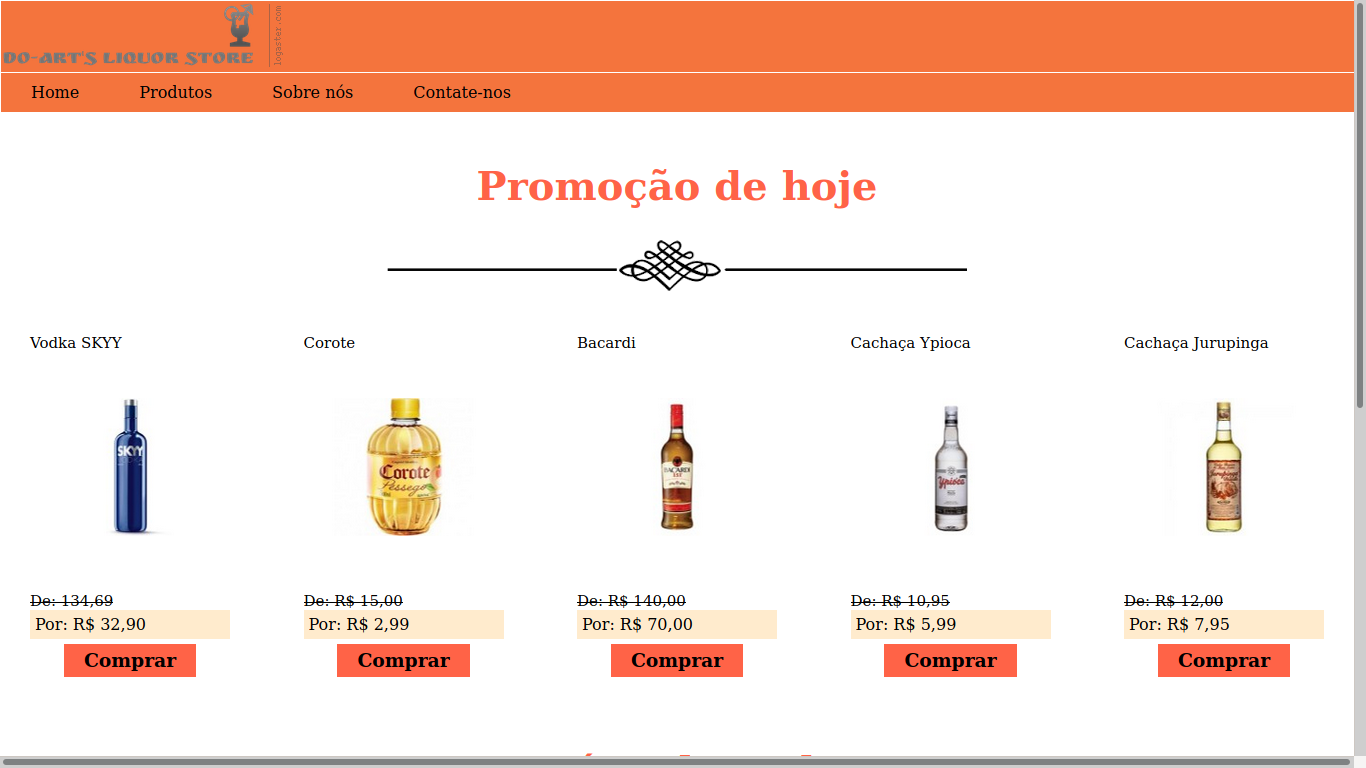 DO-ART'S LIQUOR STORE
logaster.com
Home Produtos Sobre nós Contate-nos
Promoção de hoje
Vodka SKYY Corote Bacardi Cachaça Ypioca Cachaça Jurupinga
SKYY Corote BACARDI Ypióca
Pêssego
De: 134,69 De: R$ 15,00 De: R$ 140,00 De: R$ 10,95 De: R$ 12,00
Por: R$ 32,90 Por: R$ 2,99 Por: R$ 70,00 Por: R$ 5,99 Por: R$ 7,95
Comprar Comprar Comprar Comprar Comprar